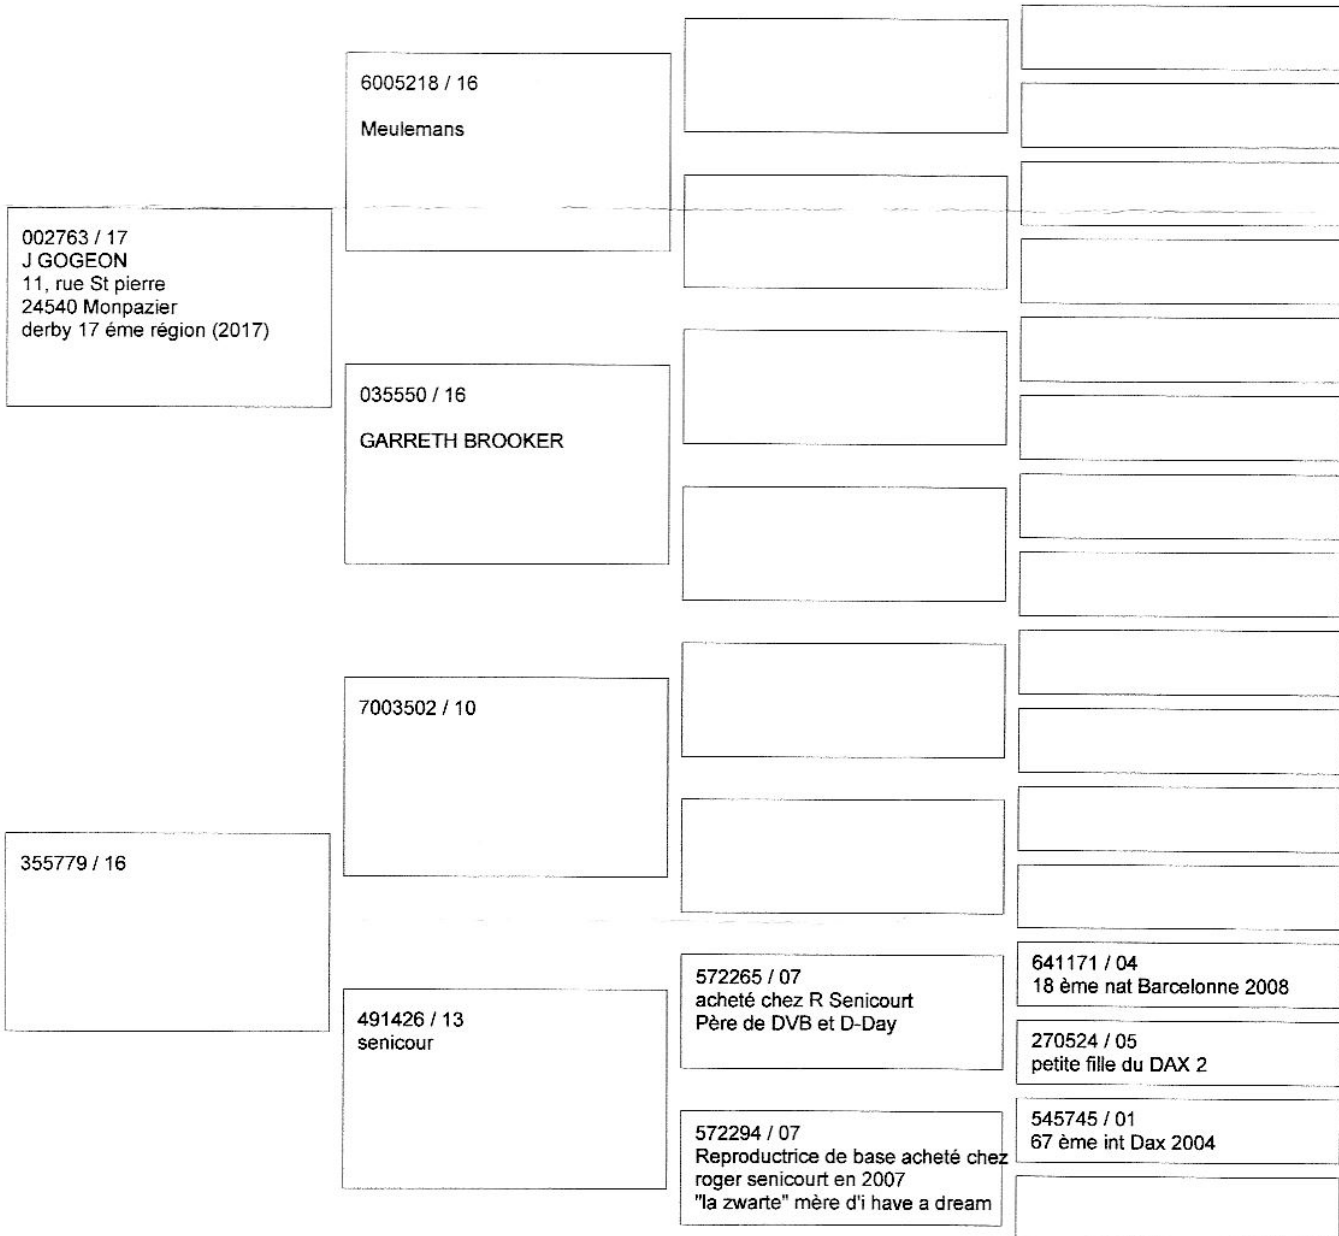 002763 / 17
J GOGEON
11, rue St pierre
24540 Monpazier
derby 17 éme région (2017)
6005218 / 16
Meulemans
035550 / 16
GARRETH BROOKER
355779 / 16
7003502 / 10
491426 / 13
senicour
572265 / 07
acheté chez R Senicourt
Père de DVB et D-Day
641171 / 04
18 ème nat Barcelonne 2008
270524 / 05
petite fille du DAX 2
572294 / 07
Reproductrice de base acheté chez
roger senicourt en 2007
"la zwarte" mère d'i have a dream
545745 / 01
67 ème int Dax 2004